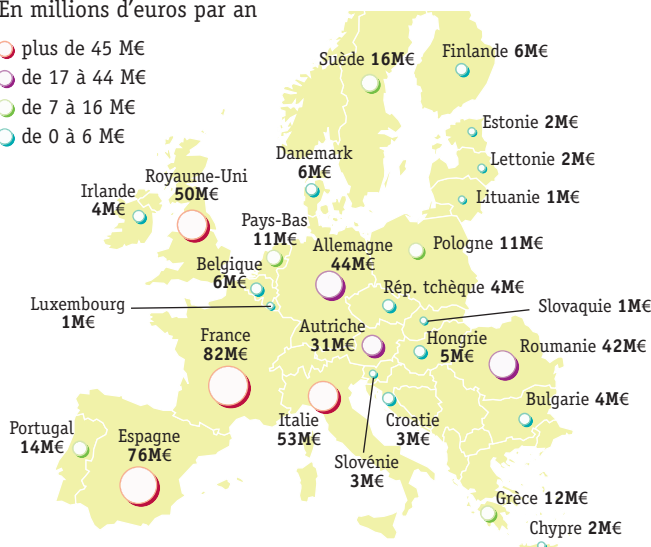 En millions d'euros par an
plus de 45 M€
de 17 à 44 M€
de 7 à 16 M€
de 0 à 6 M€
Suède 16M€
Finlande 6M€
Estonie 2M€
Lettonie 2M€
Lituanie 1M€
Danemark
6M€
Royaume-Uni
50M€
Irlande
4M€
Pays-Bas
11M€
Allemagne
44M€
Pologne 11M€
Belgique
6M€
Rép. tchèque 4M€
Luxembourg
1M€
Slovaquie 1M€
France
82M€
Autriche
31M€
Hongrie
5M€
Roumanie 42M€
Bulgarie 4M€
Portugal
14M€
Espagne
76M€
Italie
53M€
Croatie
3M€
Slovénie
3M€
Grèce 12M€
Chypre 2M€